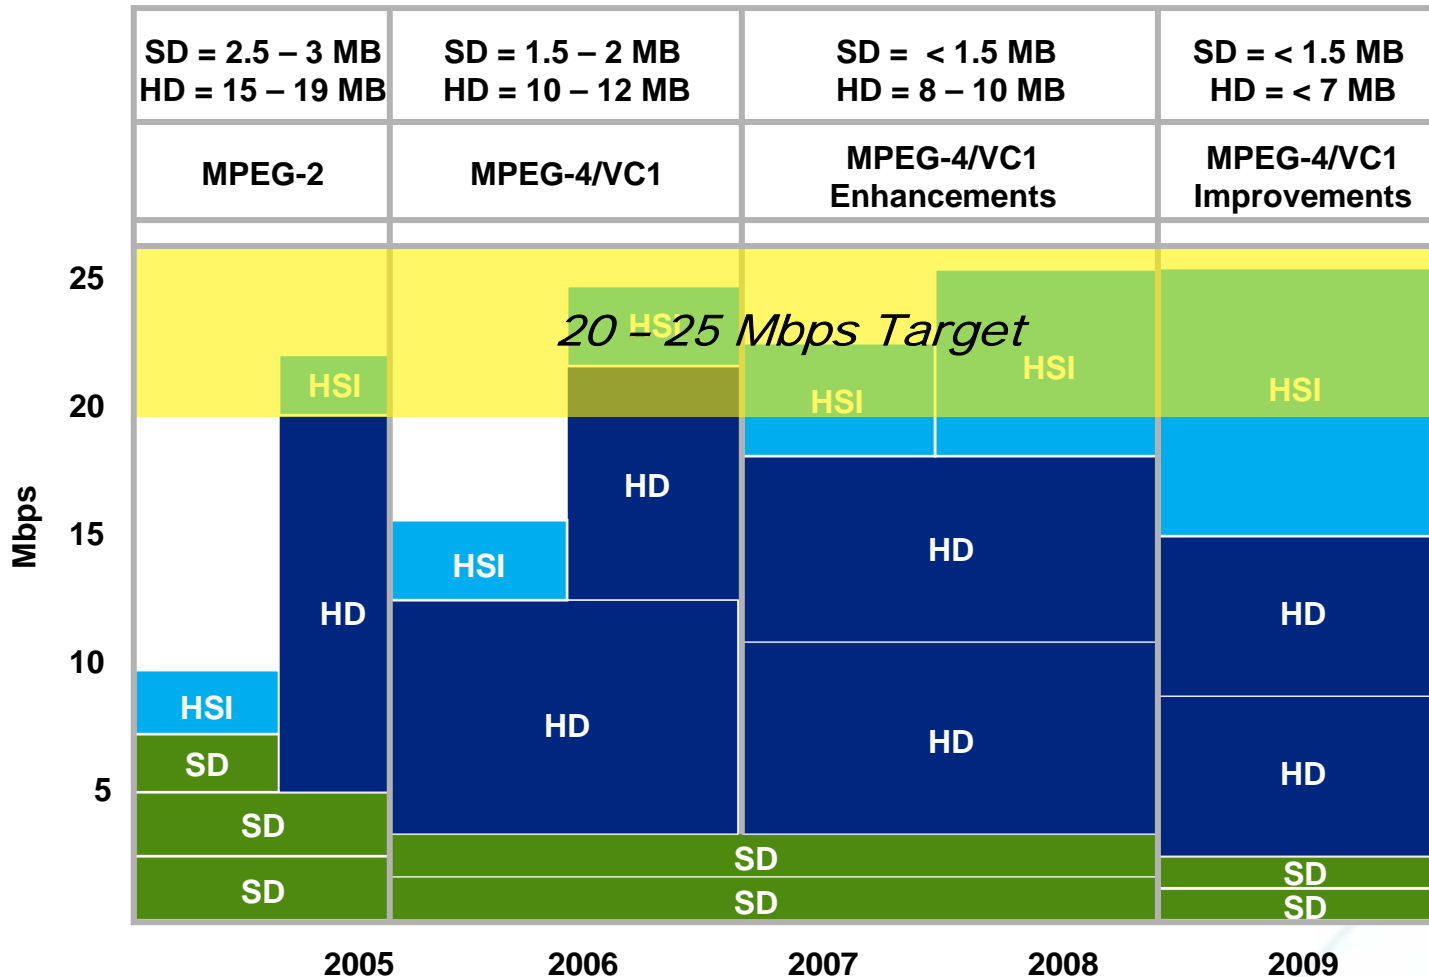 SD = 2.5 – 3 MB
HD = 15 – 19 MB
SD = 1.5 – 2 MB
HD = 10 – 12 MB
SD =  < 1.5 MB
HD = 8 – 10 MB
SD = < 1.5 MB
HD = < 7 MB
MPEG-2
MPEG-4/VC1
MPEG-4/VC1
Enhancements
MPEG-4/VC1
Improvements
Mbps
25
20
15
10
5
20 – 25 Mbps Target
HSI
SD
HD
SD
SD
HSI
HSI
HD
HSI
HD
HSI
HSI
HD
HD
SD
SD
HSI
HD
HD
SD
SD
2005
2006
2007
2008
2009